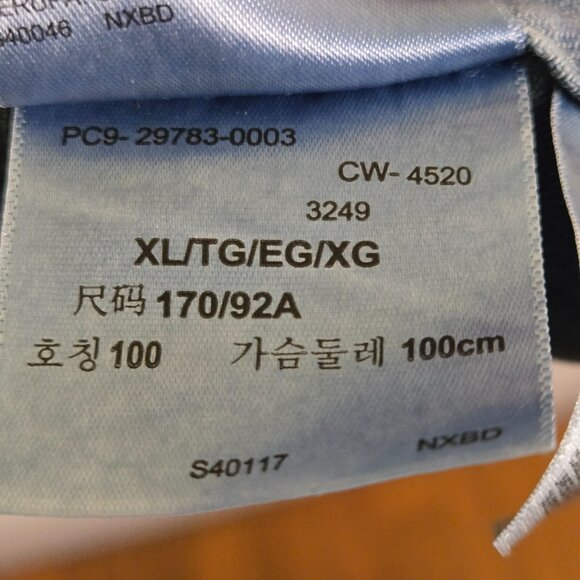 40046 NXBD
PC9- 29783-0003
CW- 4520
3249
XL/TG/EG/XG
尺码 170/92A
호칭 100 가슴둘레 100cm
S40117 NXBD